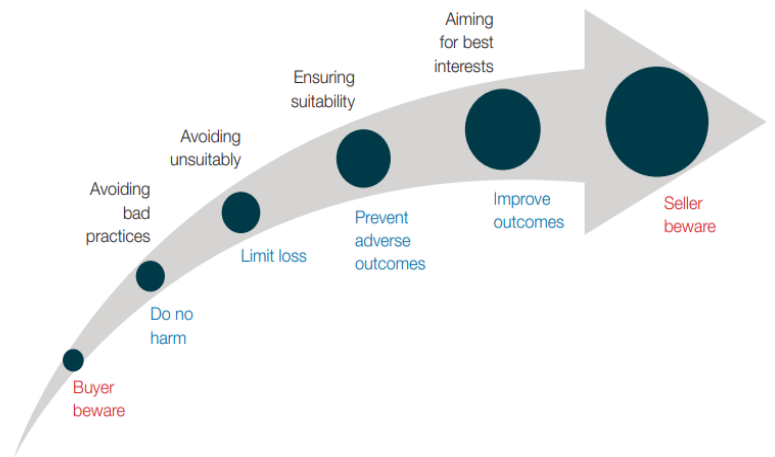 Aiming
for best
interests
Ensuring
suitability
Avoiding
unsuitably
Avoiding
bad
practices
Seller
beware
Improve
outcomes
Prevent
adverse
outcomes
Limit loss
Do no
harm
Buyer
beware